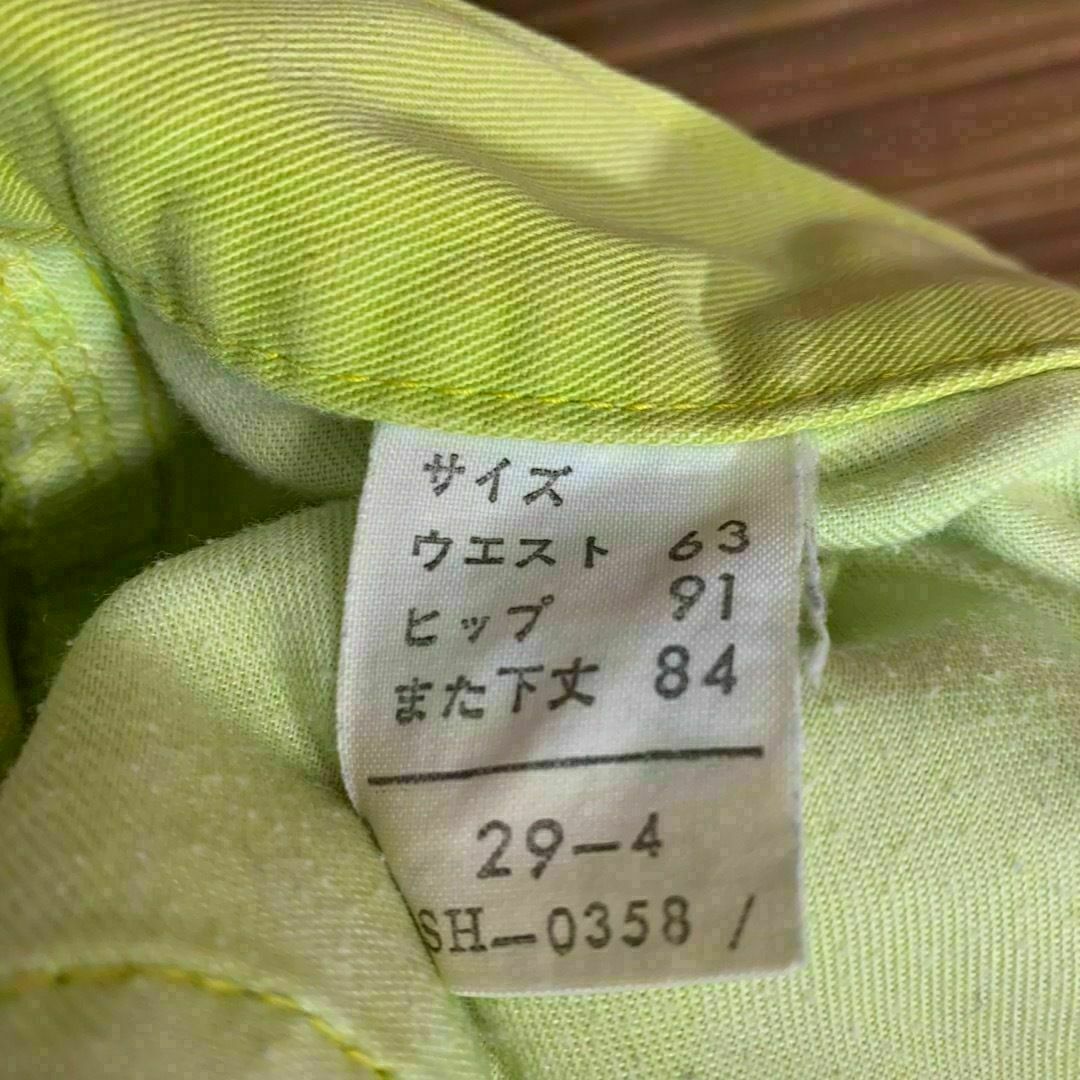 サイズ
ウエスト 63
ヒップ 91
また下丈 84
29-4
SH-0358 /